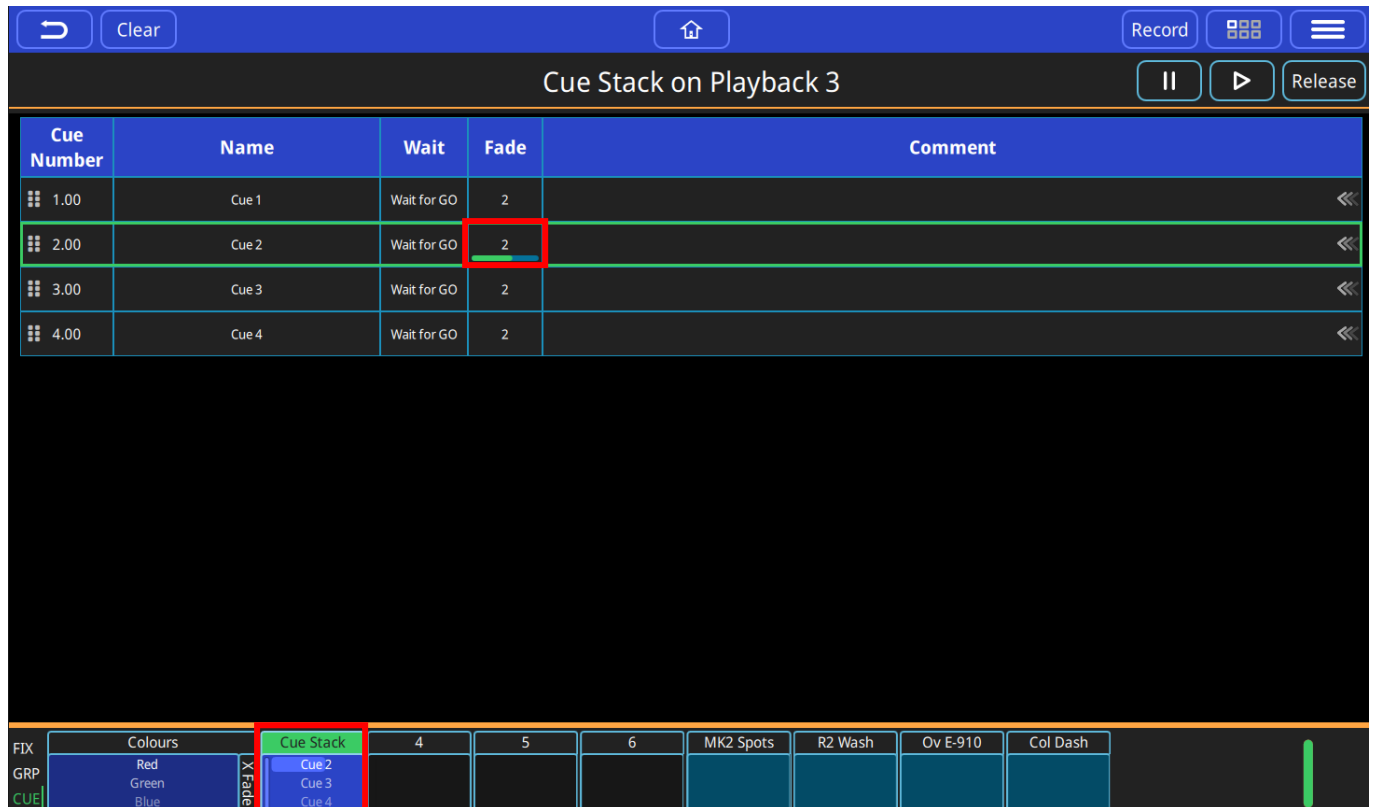 Clear
Record
Cue Stack on Playback 3
Release
Cue Number Name Wait Fade Comment
1.00 Cue 1 Wait for GO 2
2.00 Cue 2 Wait for GO 2
3.00 Cue 3 Wait for GO 2
4.00 Cue 4 Wait for GO 2
FIX
GRP
CUE
Colours
Red
Green
Blue
X Fade
Cue Stack
Cue 2
Cue 3
Cue 4
4
5
6
MK2 Spots
R2 Wash
Ov E-910
Col Dash